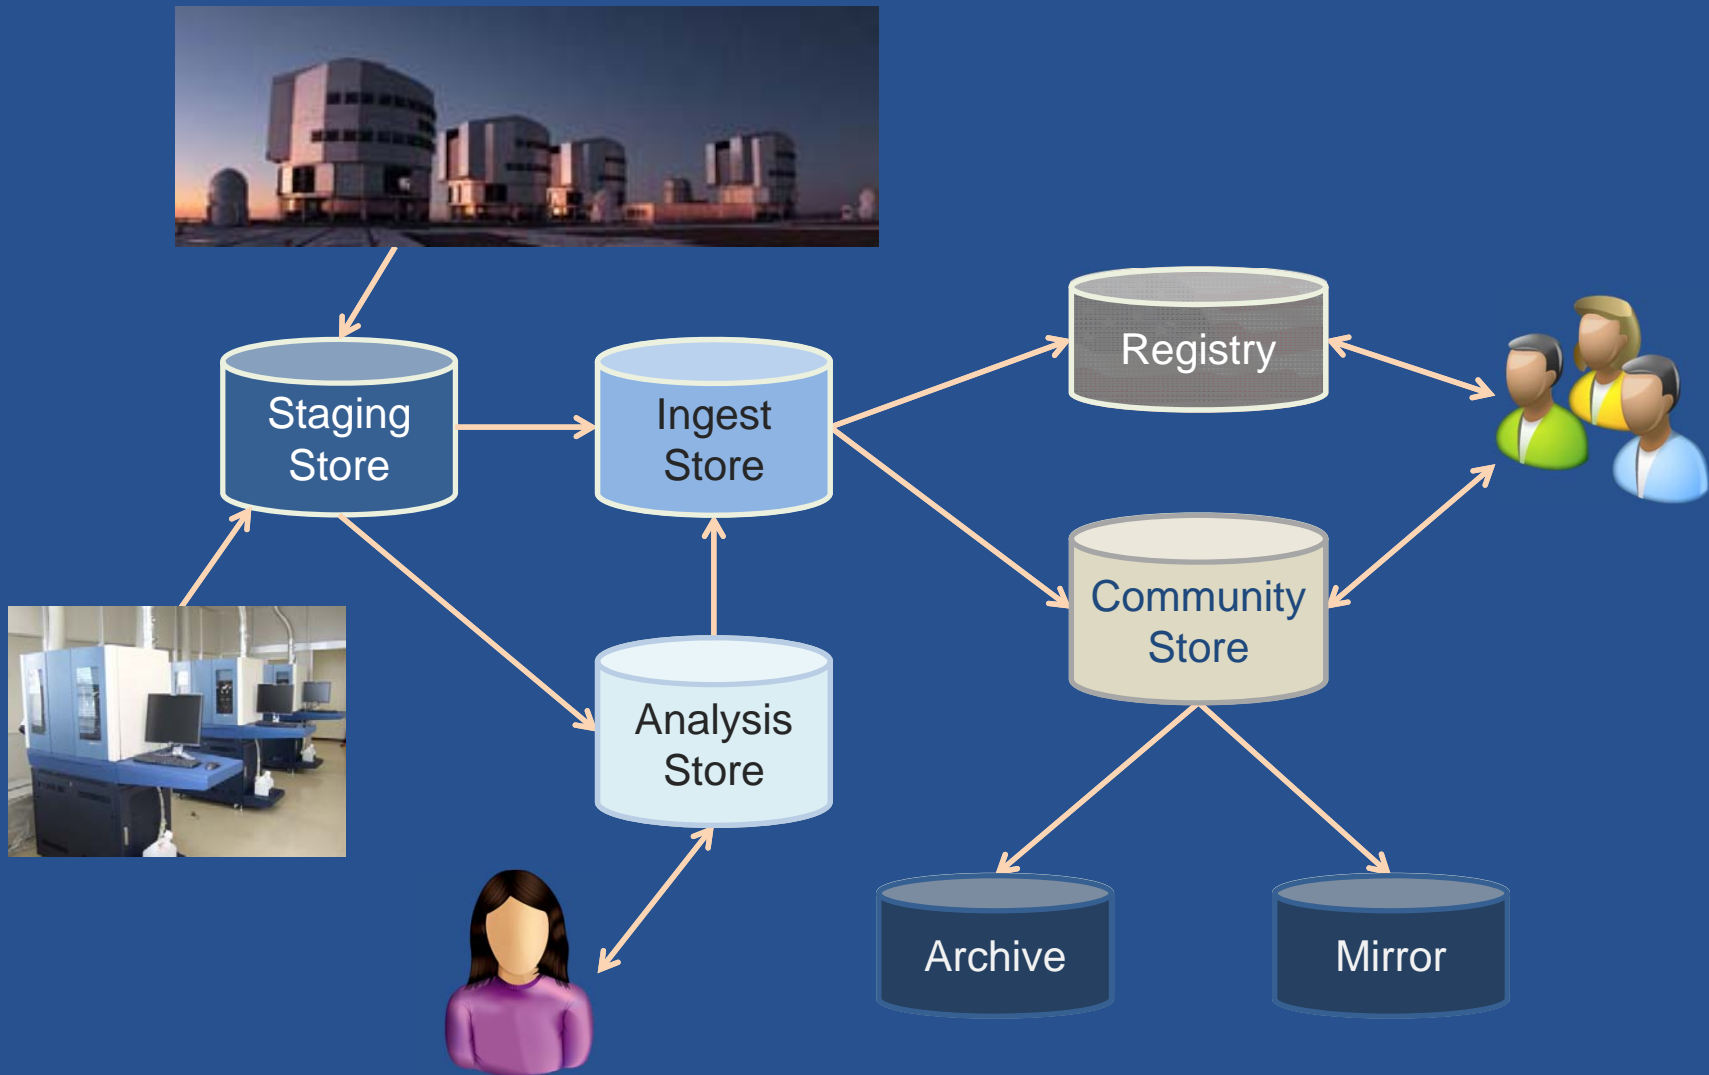 Registry
Staging
Store
Ingest
Store
Community
Store
Analysis
Store
Archive
Mirror